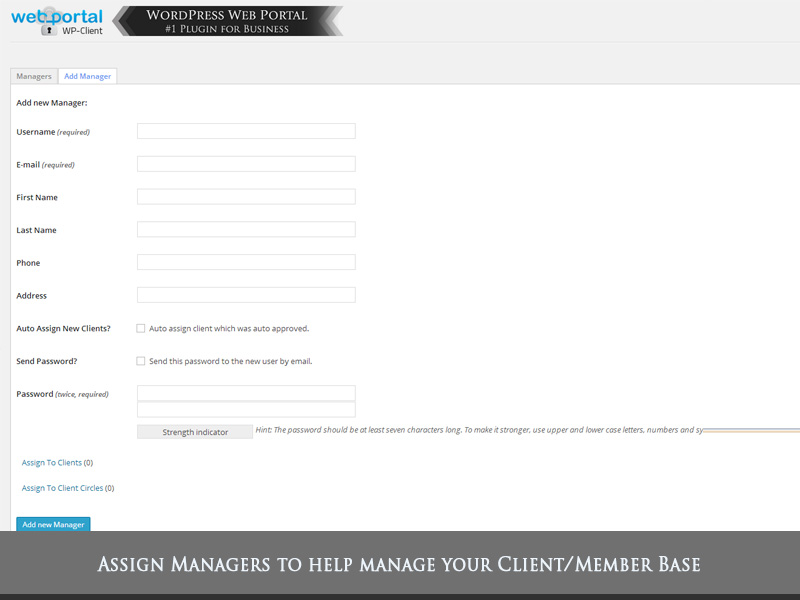 web.portal
WP-Client
WordPress Web Portal
#1 Plugin for Business
Managers Add Manager
Add new Manager:
Username (required)
E-mail (required)
First Name
Last Name
Phone
Address
Auto Assign New Clients? Auto assign client which was auto approved.
Send Password? Send this password to the new user by email.
Password (twice, required)
Strength indicator Hint: The password should be at least seven characters long. To make it stronger, use upper and lower case letters, numbers and sy
Assign To Clients (0)
Assign To Client Circles (0)
Add new Manager
Assign Managers to help manage your Client/Member Base